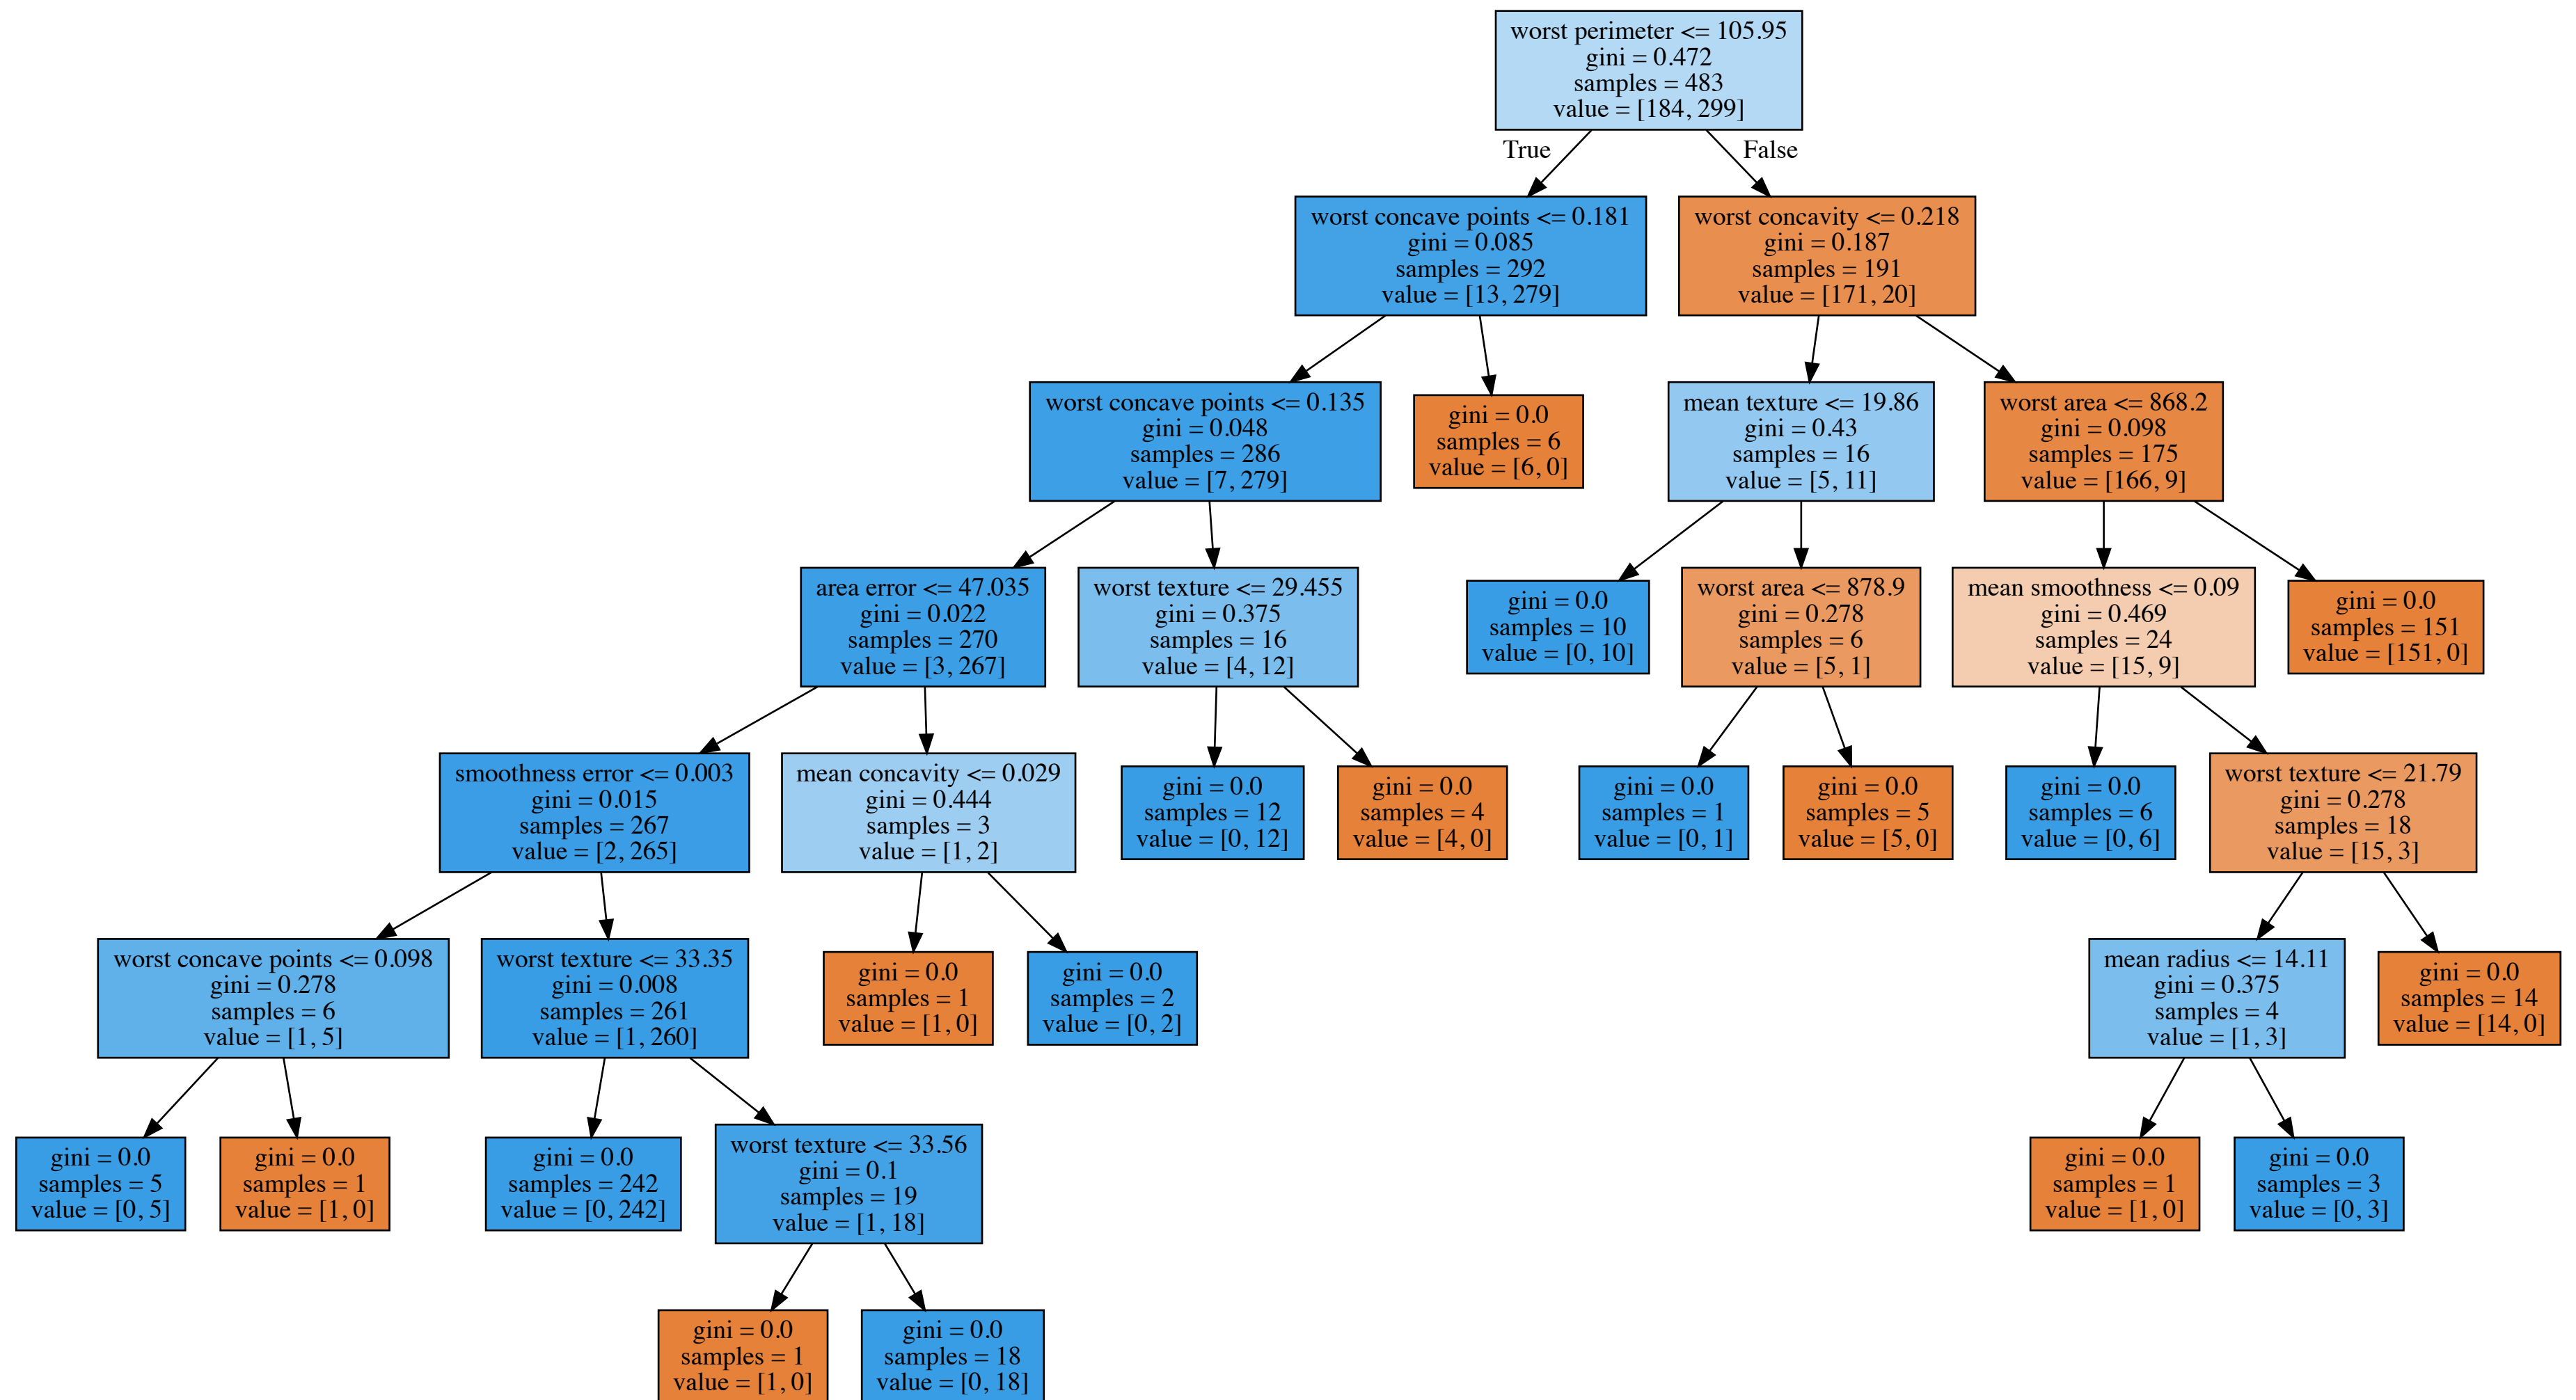 worst perimeter <= 105.95
gini = 0.472
samples = 483
value = [184, 299]
True
False
worst concave points <= 0.181
gini = 0.085
samples = 292
value = [13, 279]
worst concavity <= 0.218
gini = 0.187
samples = 191
value = [171, 20]
worst concave points <= 0.135
gini = 0.048
samples = 286
value = [7, 279]
gini = 0.0
samples = 6
value = [6, 0]
mean texture <= 19.86
gini = 0.43
samples = 16
value = [5, 11]
worst area <= 868.2
gini = 0.098
samples = 175
value = [166, 9]
area error <= 47.035
gini = 0.022
samples = 270
value = [3, 267]
worst texture <= 29.455
gini = 0.375
samples = 16
value = [4, 12]
gini = 0.0
samples = 10
value = [0, 10]
worst area <= 878.9
gini = 0.278
samples = 6
value = [5, 1]
mean smoothness <= 0.09
gini = 0.469
samples = 24
value = [15, 9]
gini = 0.0
samples = 151
value = [151, 0]
smoothness error <= 0.003
gini = 0.015
samples = 267
value = [2, 265]
mean concavity <= 0.029
gini = 0.444
samples = 3
value = [1, 2]
gini = 0.0
samples = 12
value = [0, 12]
gini = 0.0
samples = 4
value = [4, 0]
gini = 0.0
samples = 1
value = [0, 1]
gini = 0.0
samples = 5
value = [5, 0]
gini = 0.0
samples = 6
value = [0, 6]
worst texture <= 21.79
gini = 0.278
samples = 18
value = [15, 3]
worst concave points <= 0.098
gini = 0.278
samples = 6
value = [1, 5]
worst texture <= 33.35
gini = 0.008
samples = 261
value = [1, 260]
gini = 0.0
samples = 1
value = [1, 0]
gini = 0.0
samples = 2
value = [0, 2]
mean radius <= 14.11
gini = 0.375
samples = 4
value = [1, 3]
gini = 0.0
samples = 14
value = [14, 0]
gini = 0.0
samples = 5
value = [0, 5]
gini = 0.0
samples = 1
value = [1, 0]
gini = 0.0
samples = 242
value = [0, 242]
worst texture <= 33.56
gini = 0.1
samples = 19
value = [1, 18]
gini = 0.0
samples = 1
value = [1, 0]
gini = 0.0
samples = 3
value = [0, 3]
gini = 0.0
samples = 1
value = [1, 0]
gini = 0.0
samples = 18
value = [0, 18]